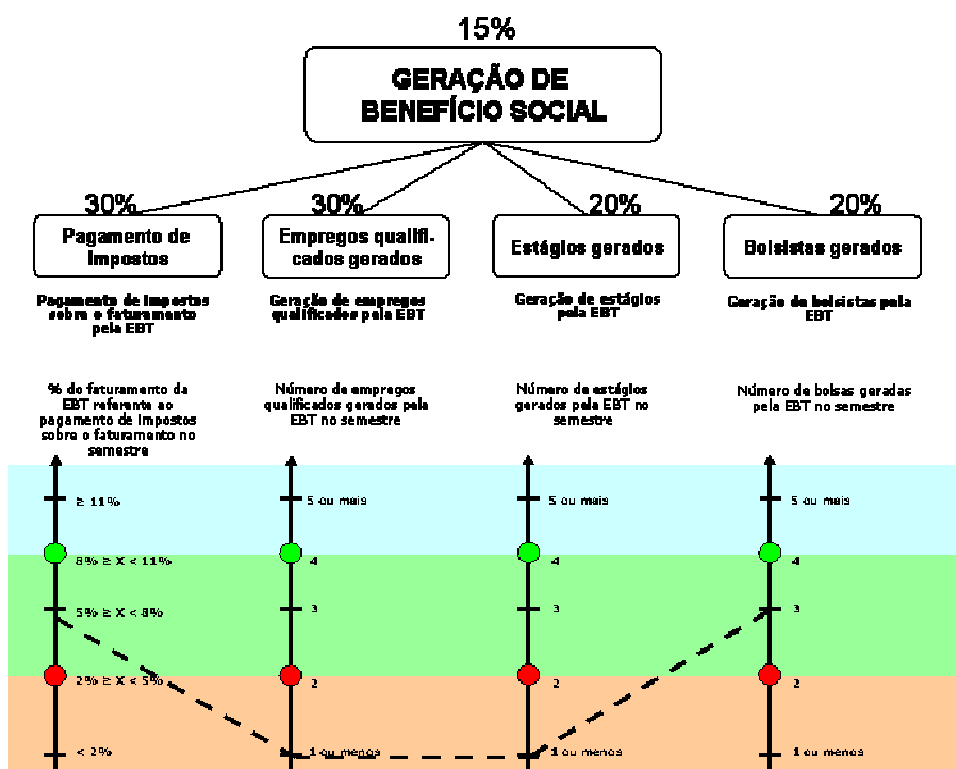 15%
GERAÇÃO DE
BENEFÍCIO SOCIAL
30%
30%
20%
20%
Pagamento de
Impostos
Empregos qualifi-
cados gerados
Estágios gerados
Bolsistas gerados
Pagamento de impostos
sobre o faturamento
pela EBT
Geração de empregos
qualificados pela EBT
Geração de estágios
pela EBT
Geração de bolsistas pela
EBT
% do faturamento da
EBT referente ao
pagamento de impostos
sobre o faturamento no
semestre
Número de empregos
qualificados gerados pela
EBT no semestre
Número de estágios
gerados pela EBT no
semestre
Número de bolsas geradas
pela EBT no semestre
≥ 11%
5 ou mais
5 ou mais
5 ou mais
8% ≥ X < 11%
4
4
4
5% ≥ X < 8%
3
3
3
2% ≥ X < 5%
2
2
2
< 2%
1 ou menos
1 ou menos
1 ou menos